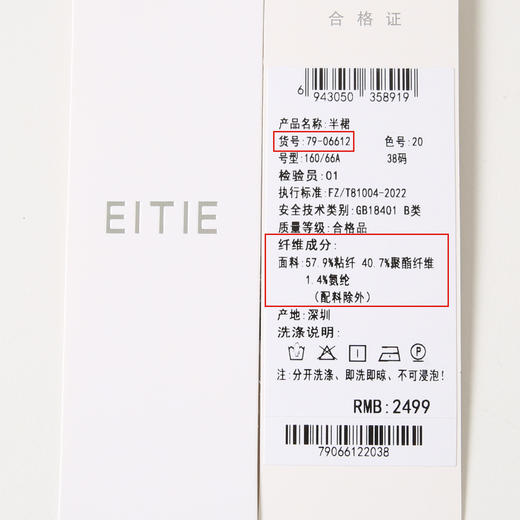 合格证
6 943050 358919
产品名称:半裙
货号:79-06612 色号:20
号型:160/66A 38码
检验员:01
执行标准:FZ/T81004-2022
安全技术类别:GB18401 B类
质量等级:合格品
纤维成分:
面料:57.9%粘纤 40.7%聚酯纤维
1.4%氨纶
(配料除外)
产地:深圳
洗涤说明:
P
注:分开洗涤、即洗即晾、不可浸泡!
RMB:2499
79066122038
EITIE